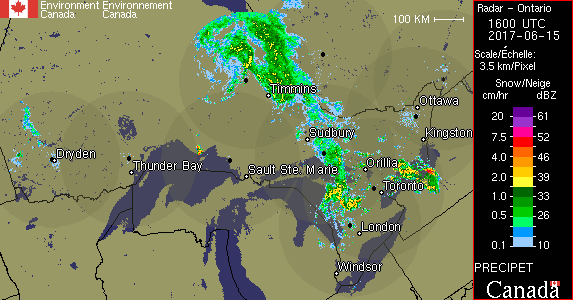 Environment Environnement
Canada Canada
100 KM
Timmins
Ottawa
Sudbury
Kingston
Dryden
Thunder Bay
Sault Ste. Marie
Orillia
Toronto
London
Windsor
Radar - Ontario
1600 UTC
2017-06-15
Scale/Échelle:
3.5 km/Pixel
Snow/Neige
cm/hr dBZ
20 61
7.5 52
4.0 46
2.0 39
1.0 33
0.5 26
0.1 10
PRECIPET
Canada